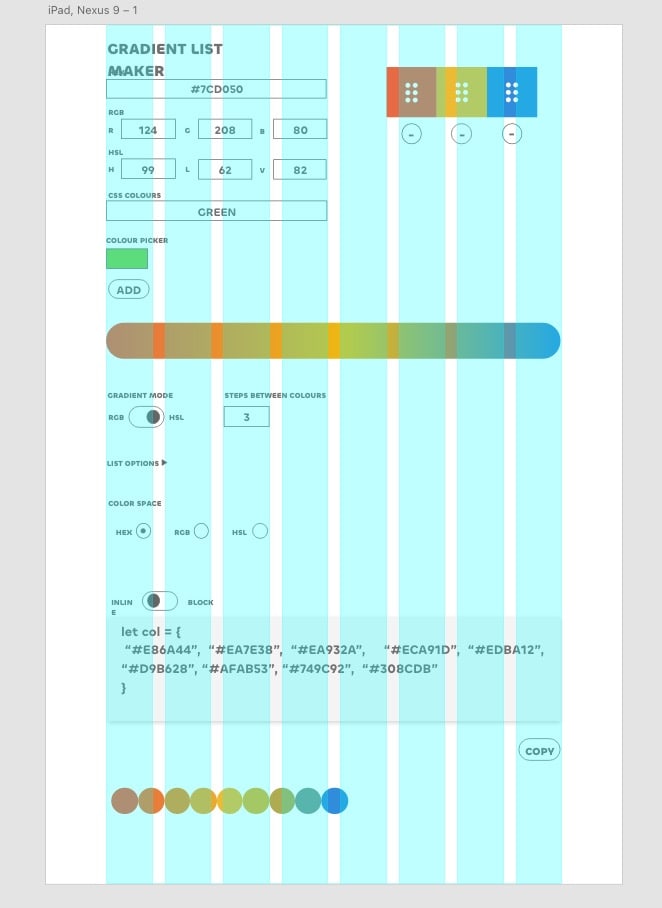 iPad, Nexus 9 – 1
GRADIENT LIST
MAKER
#7CD050
RGB
R 124 G 208 B 80
HSL
H 99 L 62 V 82
CSS COLOURS
GREEN
COLOUR PICKER
ADD
- - -
GRADIENT MODE STEPS BETWEEN COLOURS
RGB HSL 3
LIST OPTIONS
COLOR SPACE
HEX RGB HSL
INLIN
E BLOCK
let col = {
“#E86A44”, “#EA7E38”, “#EA932A”, “#ECA91D”, “#EDBA12”,
“#D9B628”, “#AFAB53”, “#749C92”, “#308CDB”
}
COPY